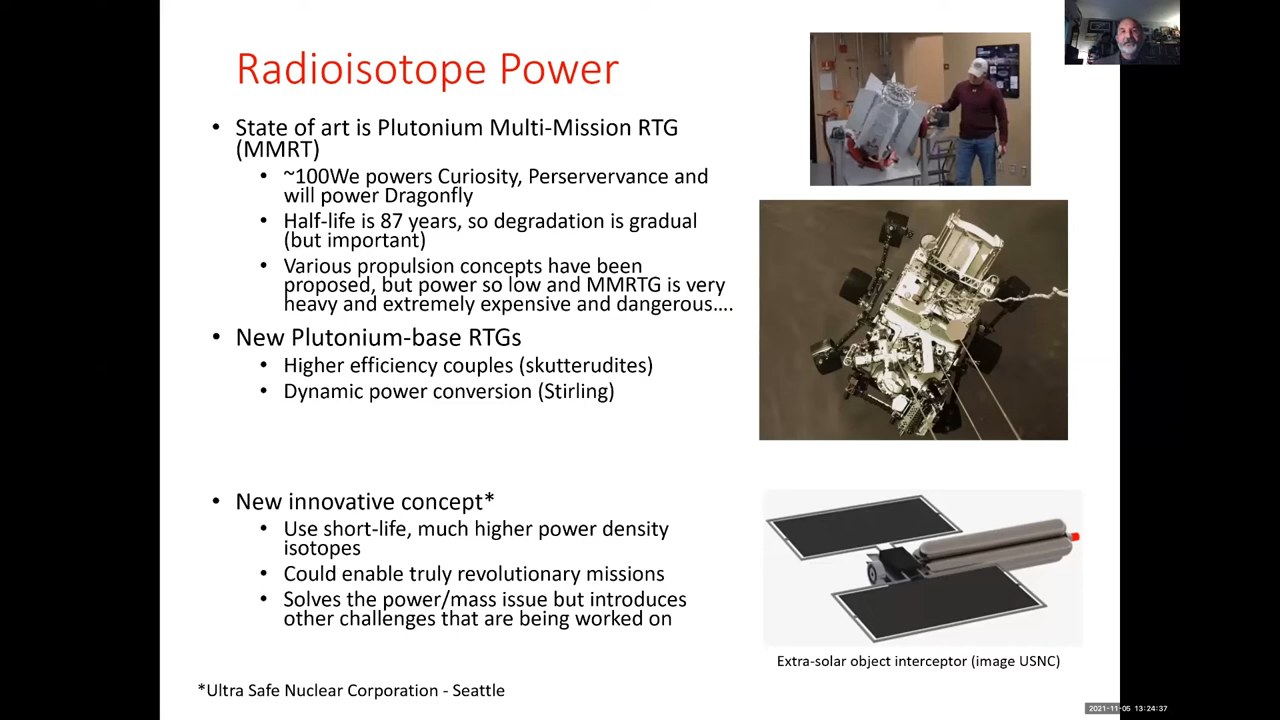 Radioisotope Power
• State of art is Plutonium Multi-Mission RTG
(MMRT)
• ~100We powers Curiosity, Perservervance and
will power Dragonfly
• Half-life is 87 years, so degradation is gradual
(but important)
• Various propulsion concepts have been
proposed, but power so low and MMRTG is very
heavy and extremely expensive and dangerous....
• New Plutonium-base RTGs
• Higher efficiency couples (skutterudites)
• Dynamic power conversion (Stirling)
• New innovative concept*
• Use short-life, much higher power density
isotopes
• Could enable truly revolutionary missions
• Solves the power/mass issue but introduces
other challenges that are being worked on
Extra-solar object interceptor (image USNC)
*Ultra Safe Nuclear Corporation - Seattle
2021-11-05 13:24:37